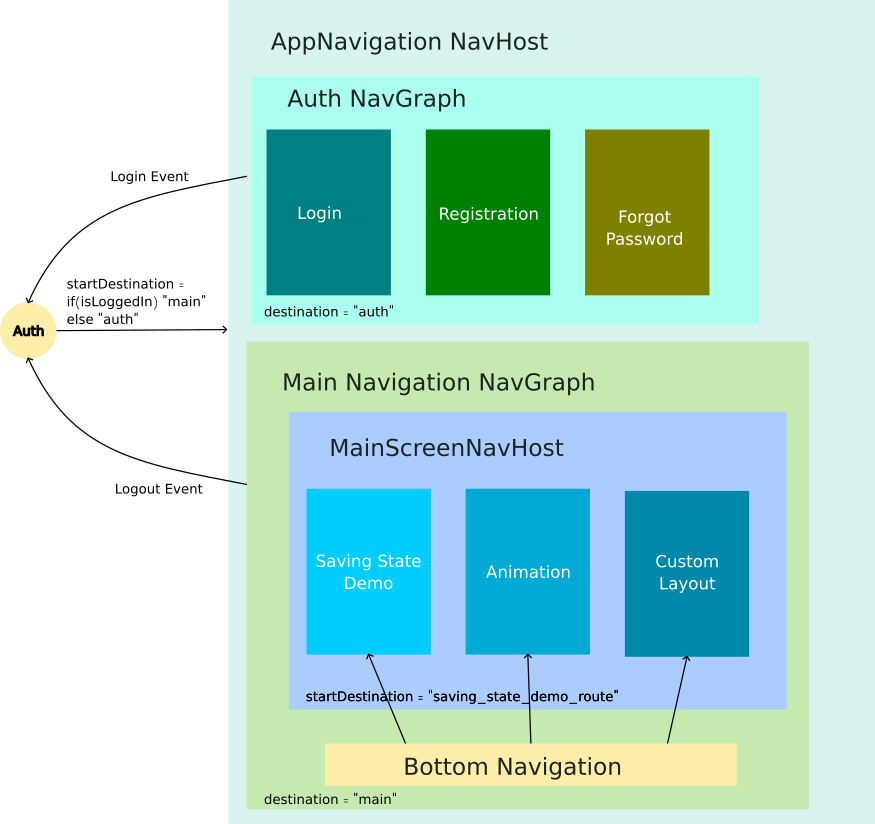 AppNavigation NavHost
Auth NavGraph
Login
Registration
Forgot
Password
destination = "auth"
Login Event
startDestination =
if(isLoggedIn) "main"
else "auth"
Auth
Logout Event
Main Navigation NavGraph
MainScreenNavHost
Saving State
Demo
Animation
Custom
Layout
startDestination = "saving_state_demo_route"
Bottom Navigation
destination = "main"